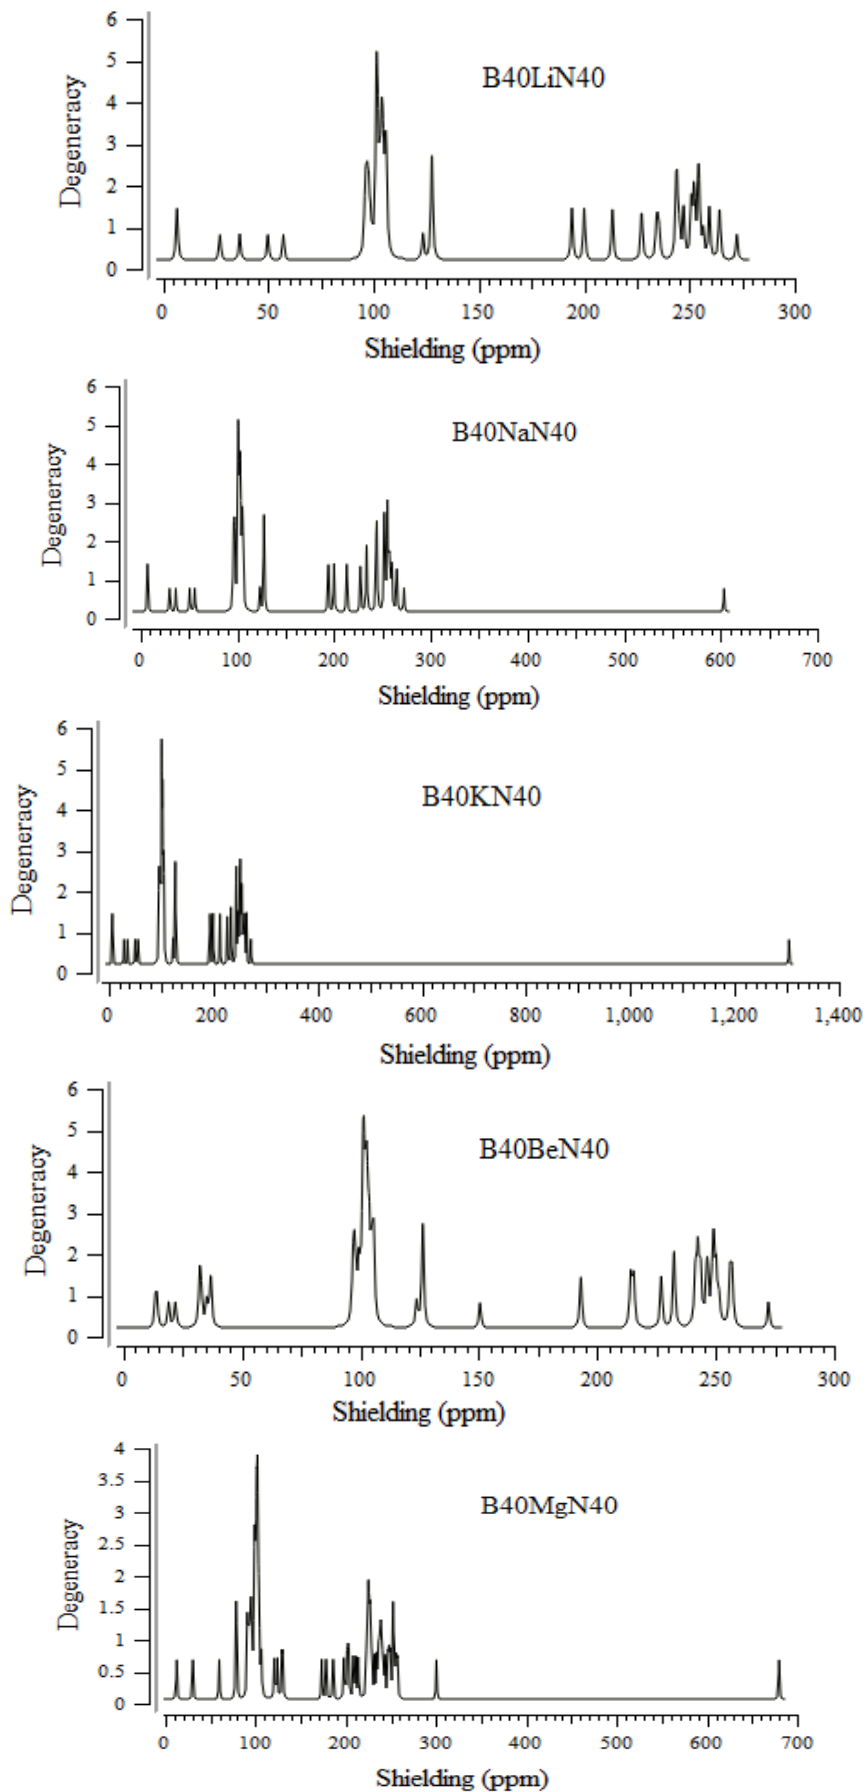 6
5
4
3
2
1
0
Degeneracy
B40LiN40
0 50 100 150 200 250 300
Shielding (ppm)
6
5
4
3
2
1
0
Degeneracy
B40NaN40
0 100 200 300 400 500 600 700
Shielding (ppm)
6
5
4
3
2
1
0
Degeneracy
B40KN40
0 200 400 600 800 1,000 1,200 1,400
Shielding (ppm)
6
5
4
3
2
1
0
Degeneracy
B40BeN40
0 50 100 150 200 250 300
Shielding (ppm)
4
3.5
3
2.5
2
1.5
1
0.5
0
Degeneracy
B40MgN40
0 100 200 300 400 500 600 700
Shielding (ppm)